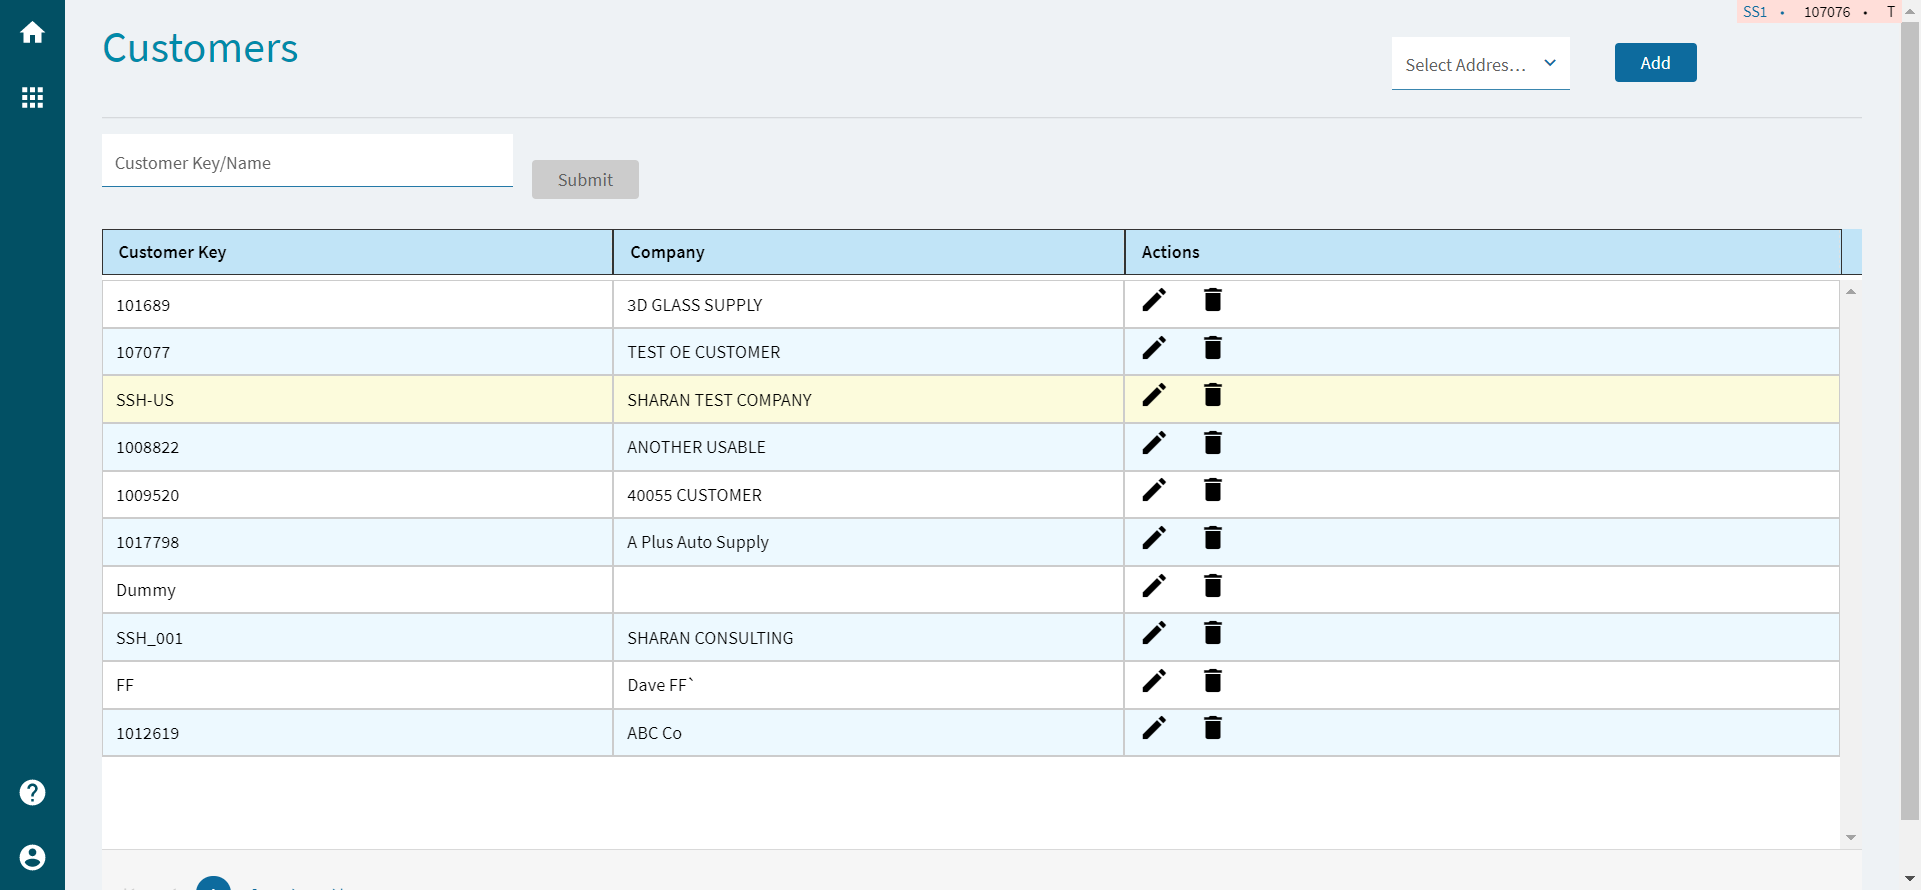 SS1 • 107076 • T
Customers
Select Addres...
Add
Customer Key/Name
Submit
Customer Key Company Actions
101689 3D GLASS SUPPLY
107077 TEST OE CUSTOMER
SSH-US SHARAN TEST COMPANY
1008822 ANOTHER USABLE
1009520 40055 CUSTOMER
1017798 A Plus Auto Supply
Dummy
SSH_001 SHARAN CONSULTING
FF Dave FF`
1012619 ABC Co